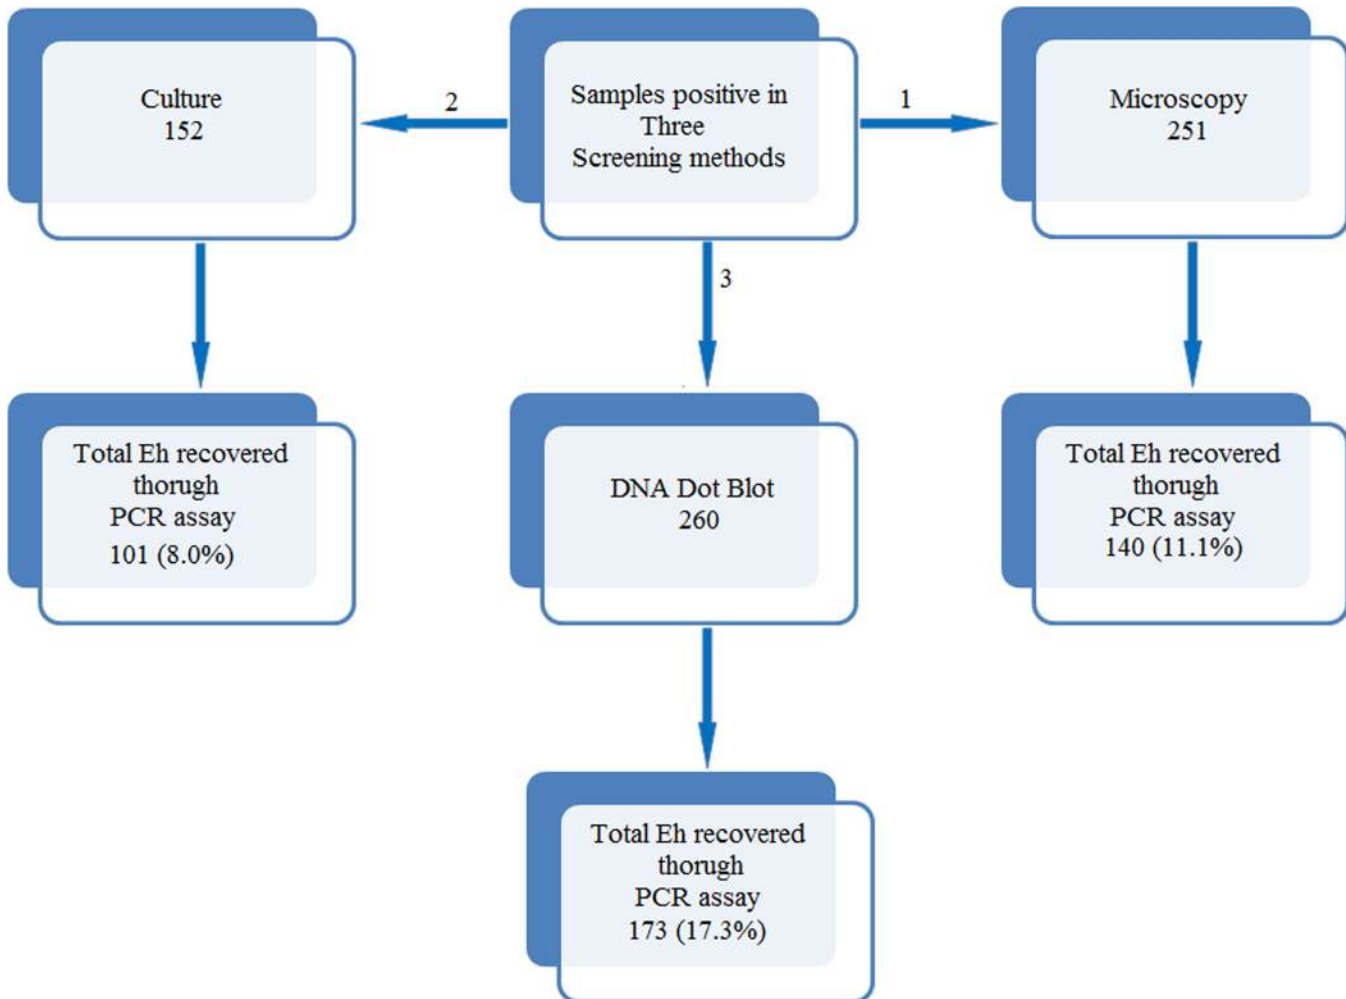 Culture
152
2
Samples positive in
Three
Screening methods
1
Microscopy
251
3
Total Eh recovered
thorugh
PCR assay
101 (8.0%)
DNA Dot Blot
260
Total Eh recovered
thorugh
PCR assay
140 (11.1%)
Total Eh recovered
thorugh
PCR assay
173 (17.3%)